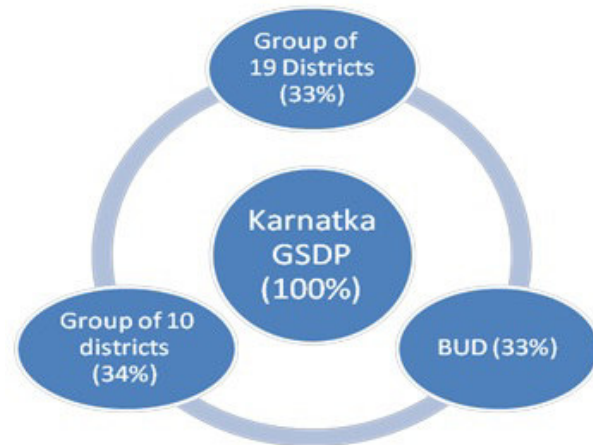 Group of
19 Districts
(33%)
Karnatka
GSDP
(100%)
Group of 10
districts
(34%)
BUD (33%)